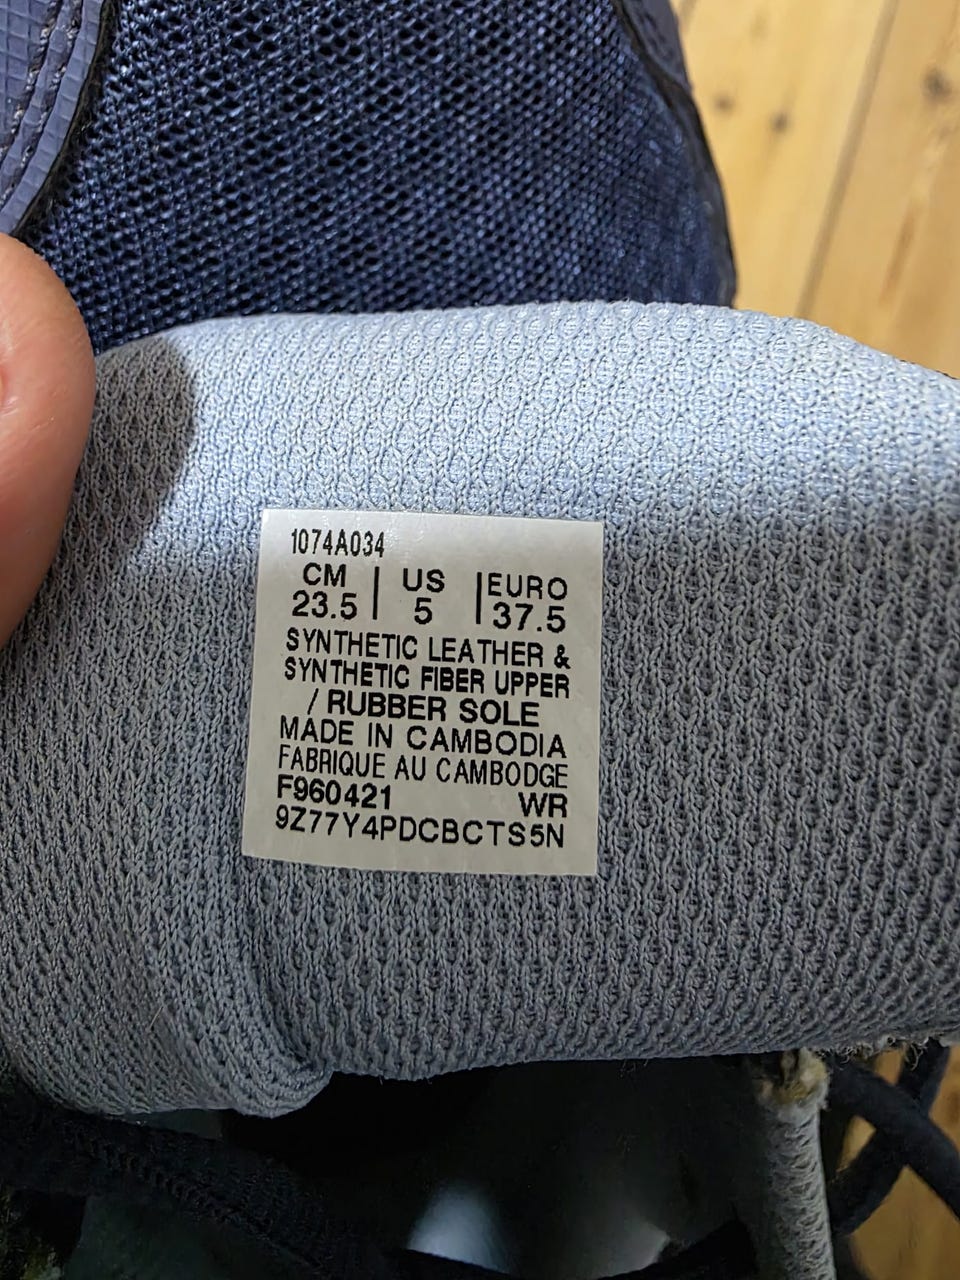 1074A034
CM | US | EURO
23.5 | 5 | 37.5
SYNTHETIC LEATHER &
SYNTHETIC FIBER UPPER
/ RUBBER SOLE
MADE IN CAMBODIA
FABRIQUE AU CAMBODGE
F960421 WR
9Z77Y4PDCBCTS5N